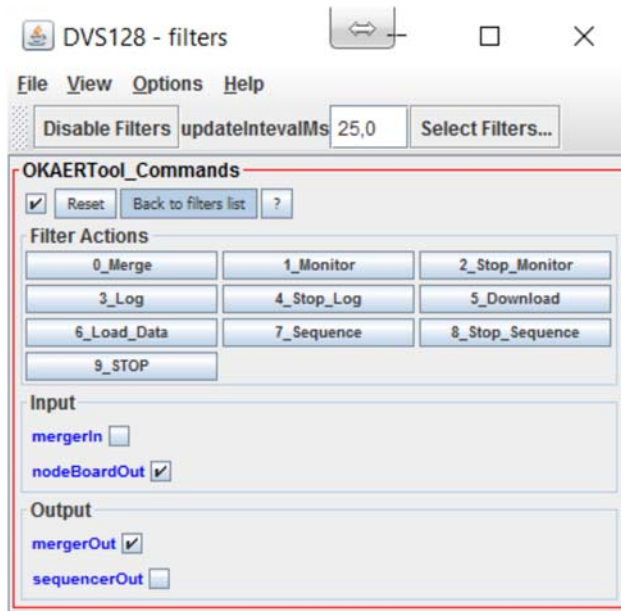 DVS128 - filters
File View Options Help
Disable Filters updateIntevalMs 25,0 Select Filters...
OKAERTool_Commands
Reset Back to filters list ?
Filter Actions
0_Merge 1_Monitor 2_Stop_Monitor
3_Log 4_Stop_Log 5_Download
6_Load_Data 7_Sequence 8_Stop_Sequence
9_STOP
Input
mergerIn
nodeBoardOut
Output
mergerOut
sequencerOut